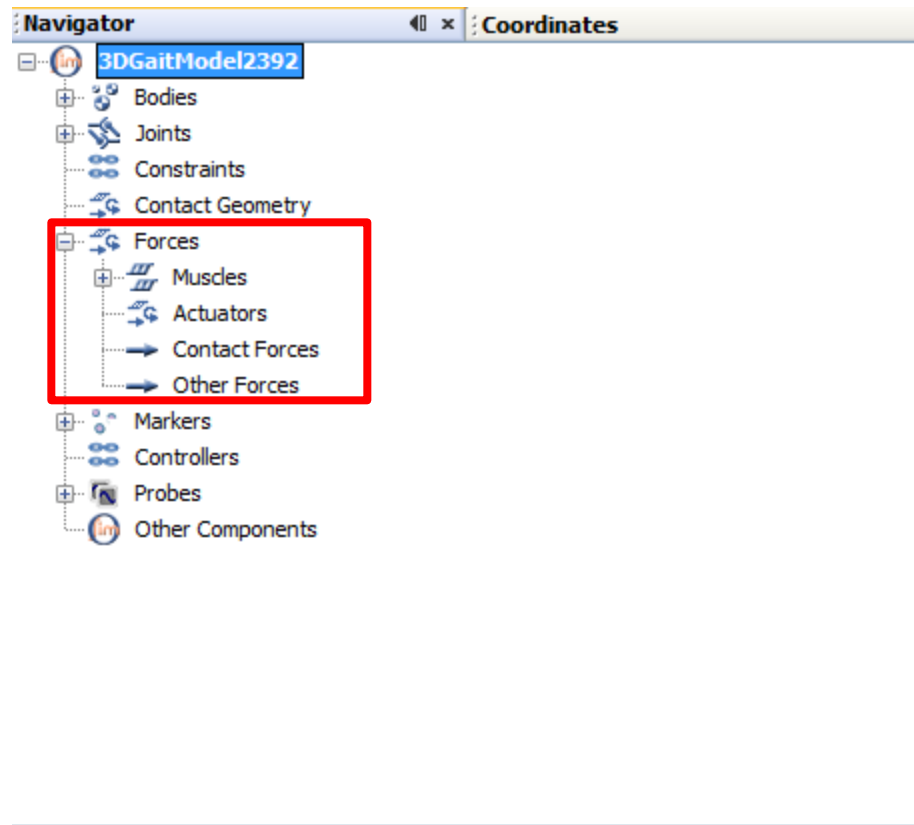 Navigator
Coordinates
3DGaitModel2392
Bodies
Joints
Constraints
Contact Geometry
Forces
Muscles
Actuators
Contact Forces
Other Forces
Markers
Controllers
Probes
Other Components